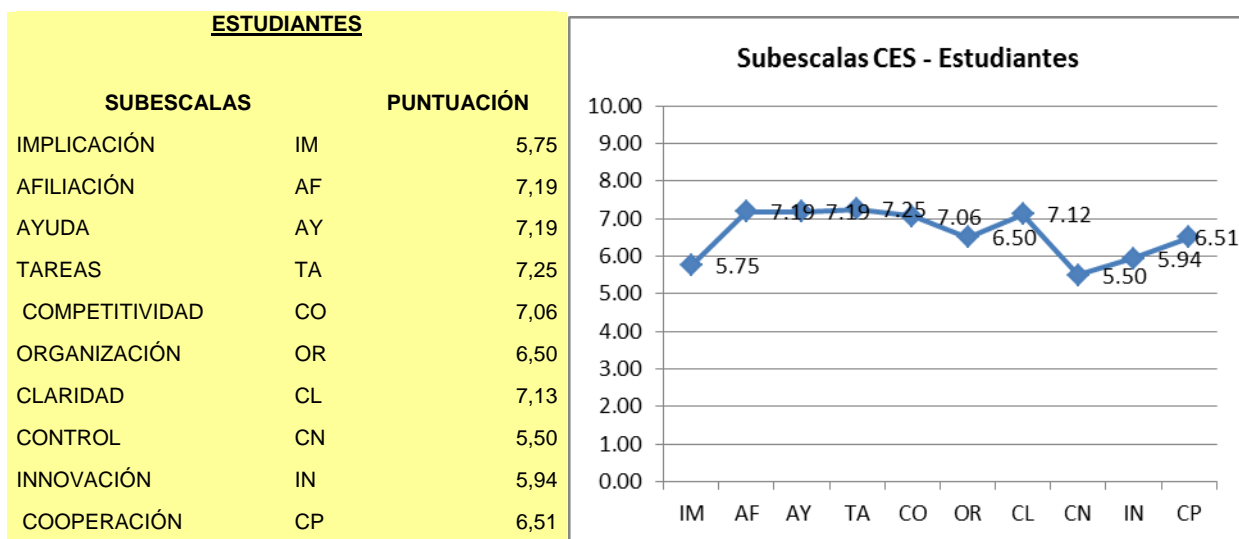 ESTUDIANTES
SUBESCALAS PUNTUACIÓN
IMPLICACIÓN IM 5,75
AFILIACIÓN AF 7,19
AYUDA AY 7,19
TAREAS TA 7,25
COMPETITIVIDAD CO 7,06
ORGANIZACIÓN OR 6,50
CLARIDAD CL 7,13
CONTROL CN 5,50
INNOVACIÓN IN 5,94
COOPERACIÓN CP 6,51
Subescalas CES - Estudiantes
10.00
9.00
8.00
7.00
6.00
5.00
4.00
3.00
2.00
1.00
0.00
5.75 7.19 7.19 7.25 7.06 6.50 7.12 5.50 5.94 6.51
IM AF AY TA CO OR CL CN IN CP